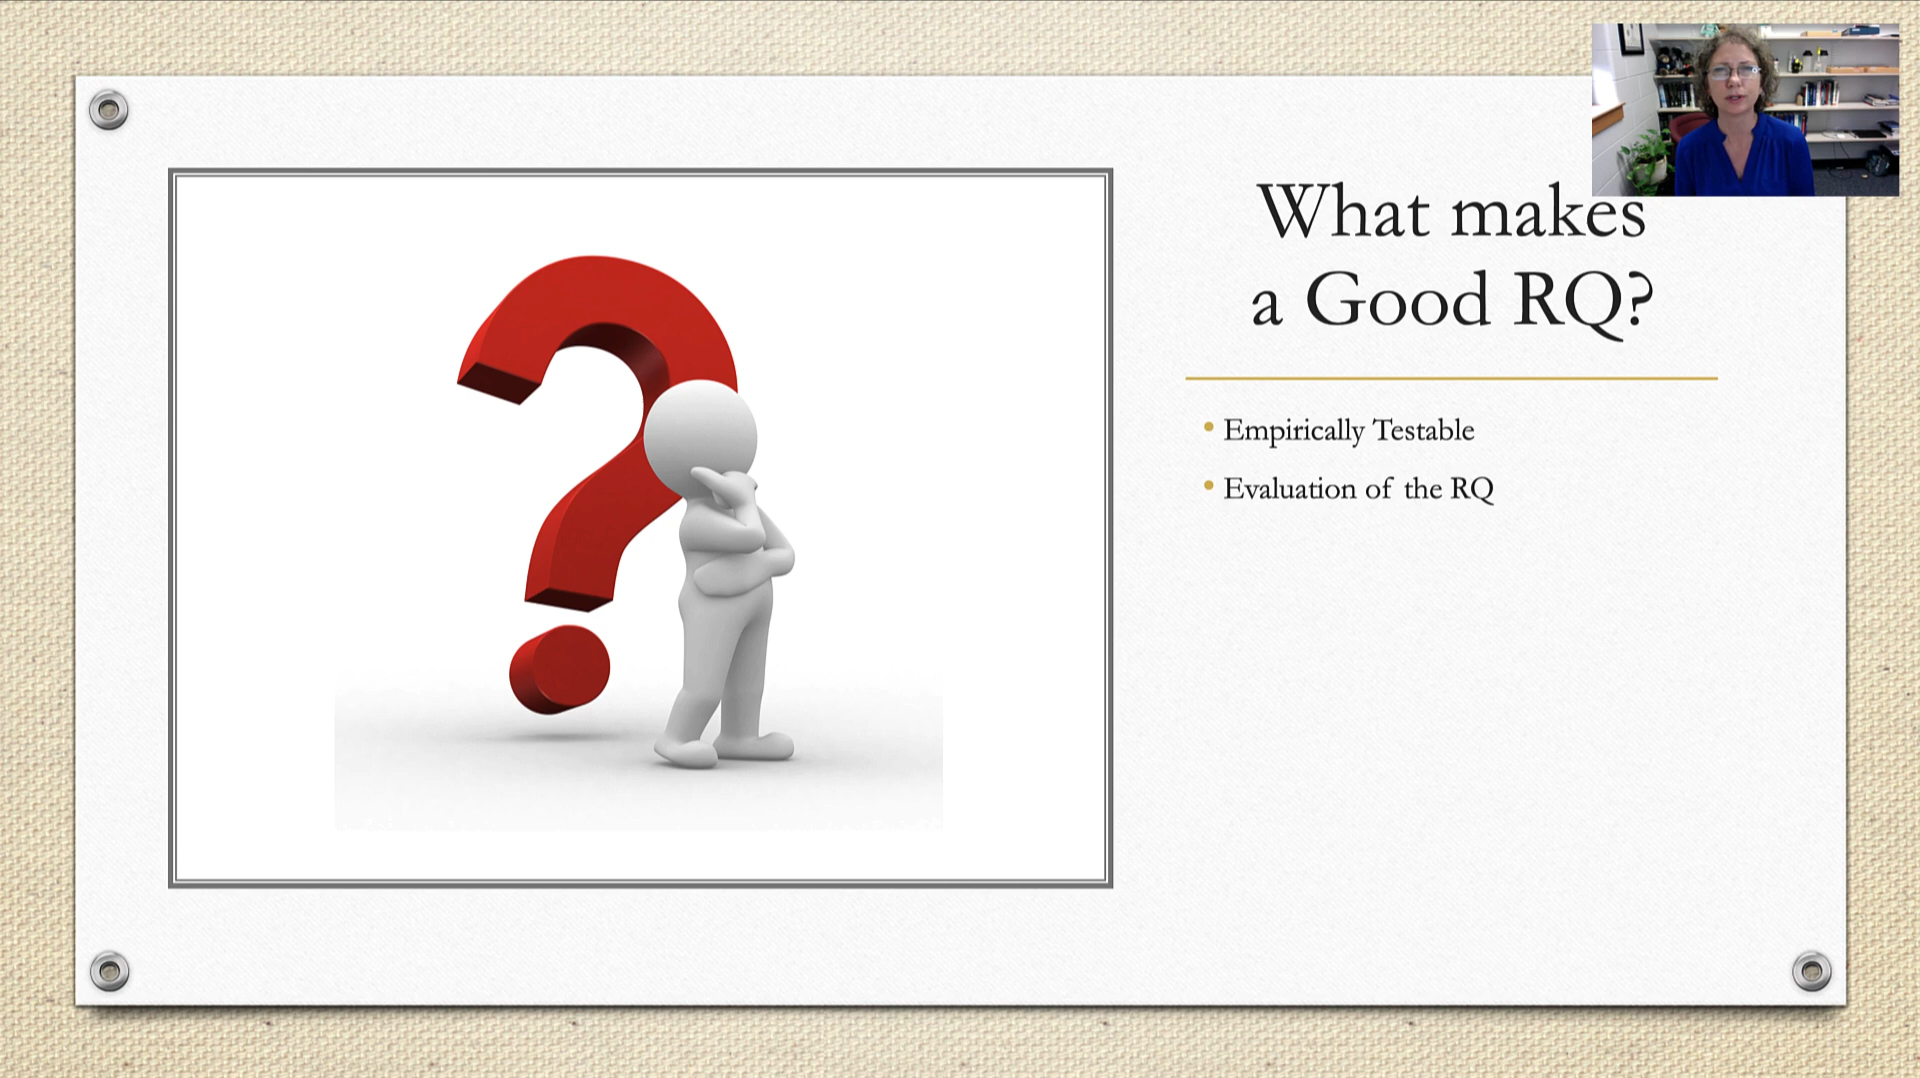 What makes
a Good RQ?
• Empirically Testable
• Evaluation of the RQ